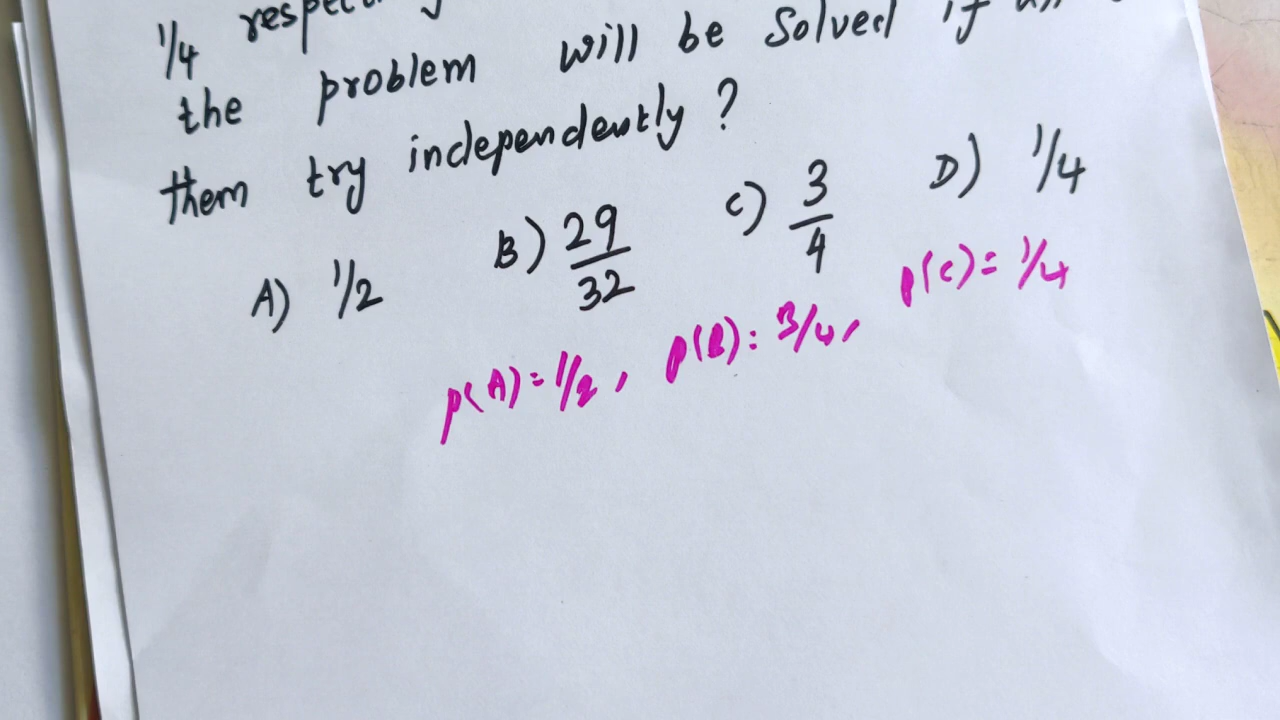 1/4
the problem will be solved if
them try independently ?
A) 1/2 B) 29/32 C) 3/4 D) 1/4
P(A)=1/2, P(B)=3/4, P(C)=1/4